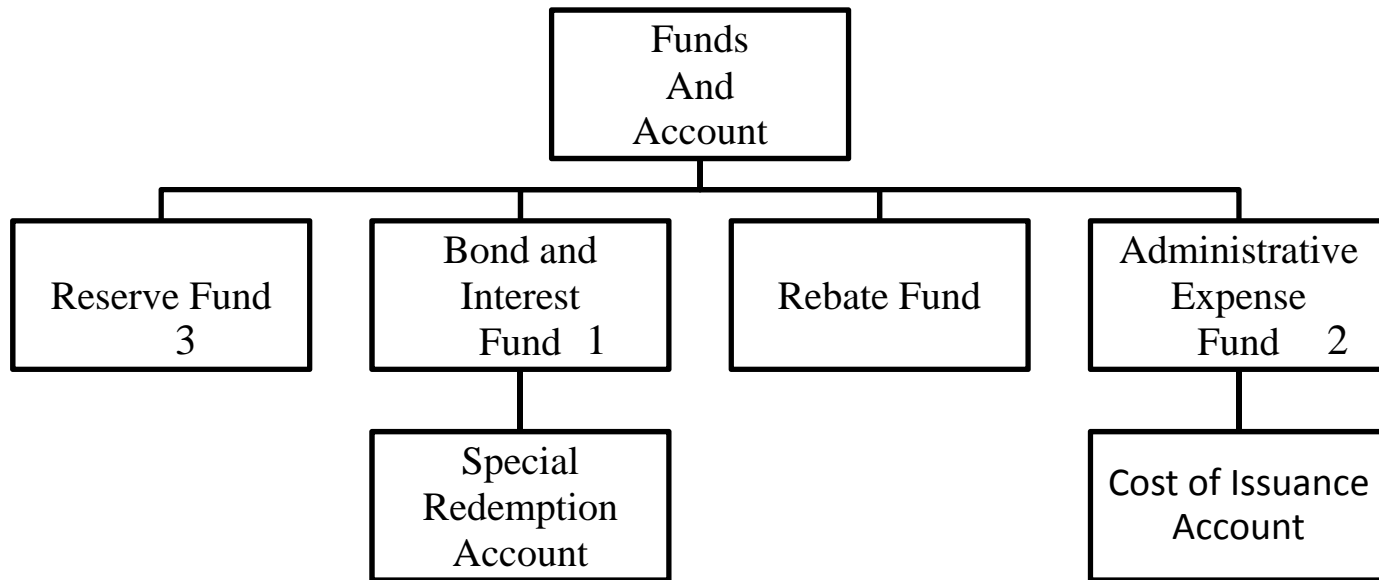 Funds
And
Account
Reserve Fund
3
Bond and
Interest
Fund 1
Rebate Fund
Administrative
Expense
Fund 2
Special
Redemption
Account
Cost of Issuance
Account